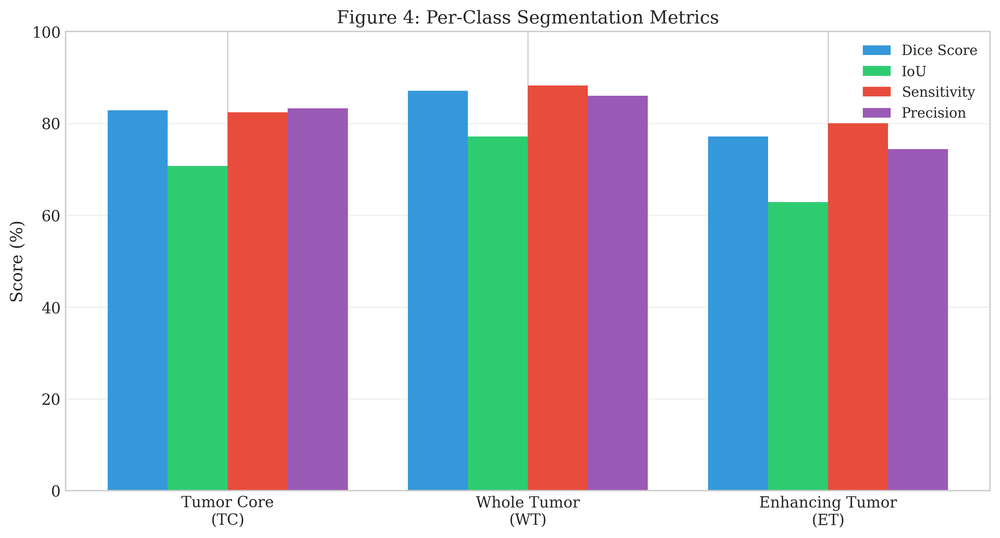 Figure 4: Per-Class Segmentation Metrics
100
80
60
40
20
0
Score (%)
Dice Score
IoU
Sensitivity
Precision
Tumor Core
(TC)
Whole Tumor
(WT)
Enhancing Tumor
(ET)